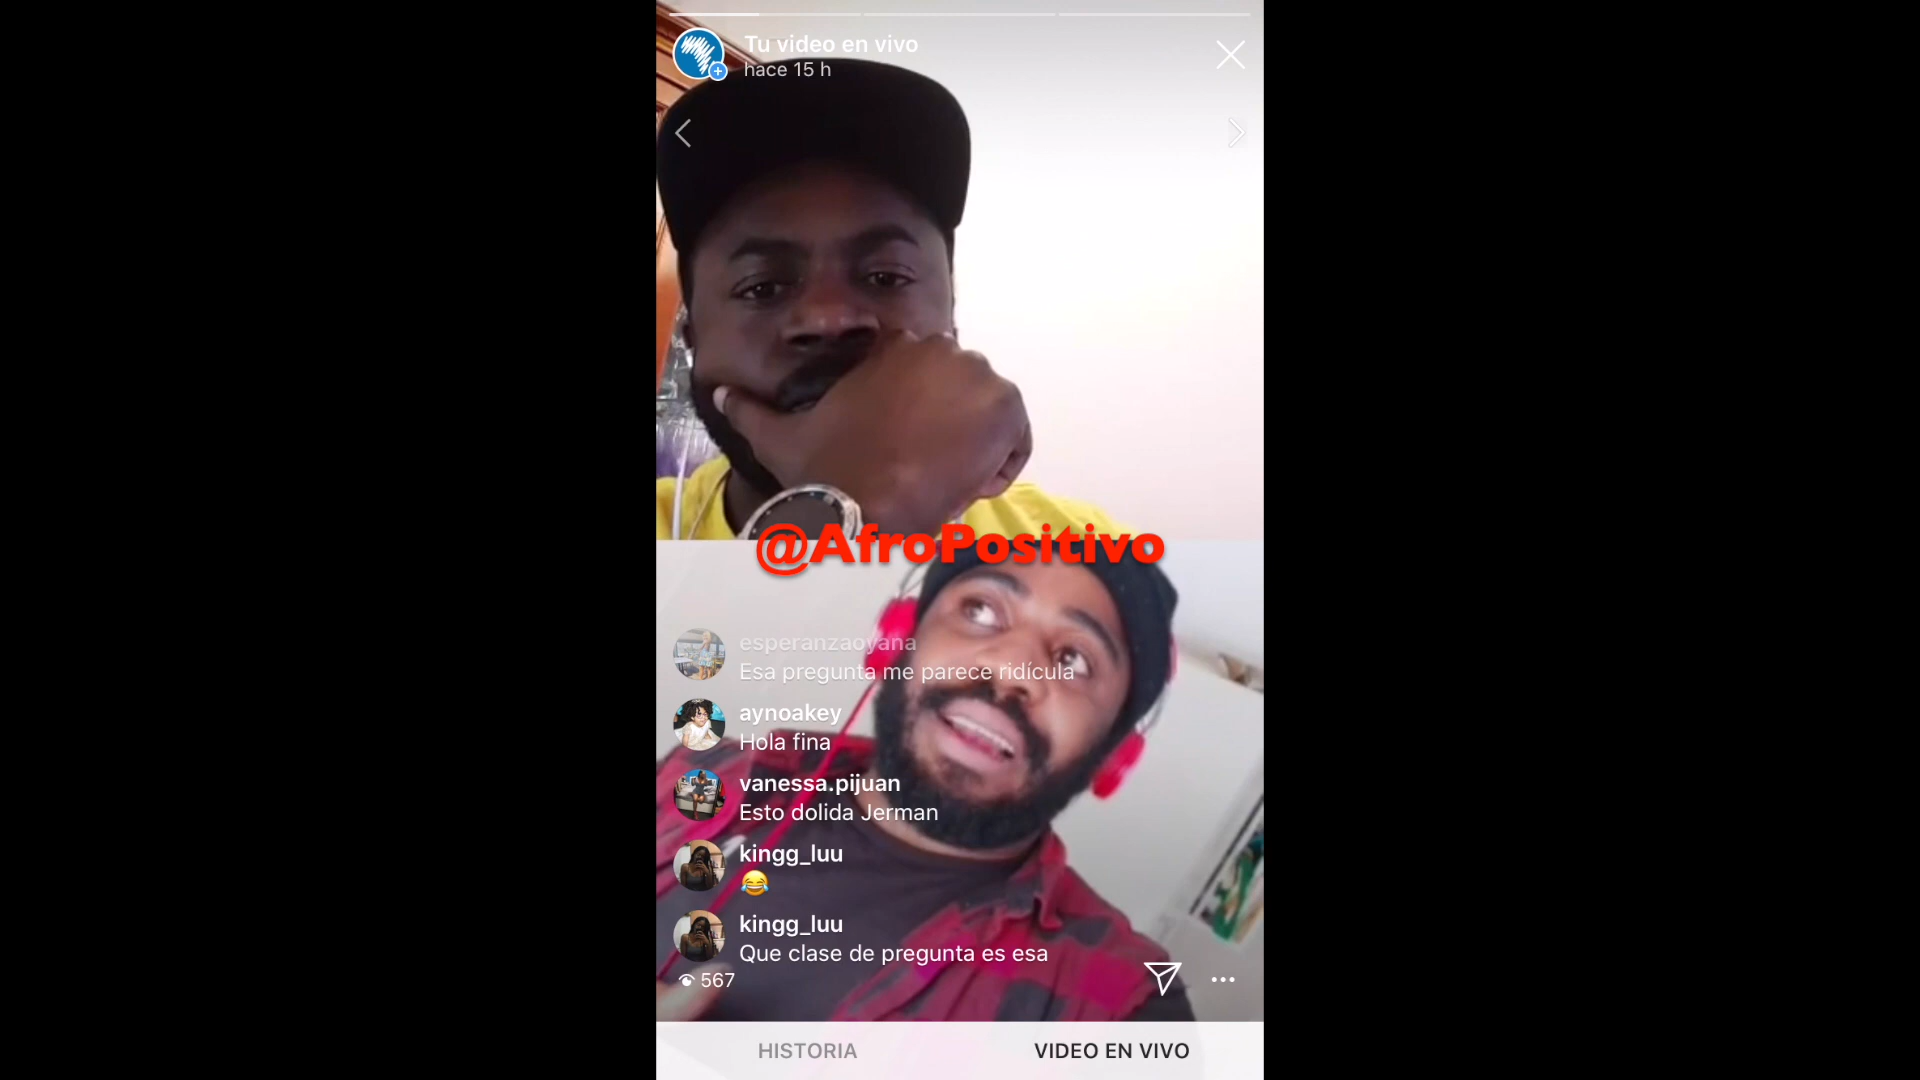 Tu video en vivo
hace 15 h
@AfroPositivo
esperanzaoyana
Esa pregunta me parece ridícula
aynoakey
Hola fina
vanessa.pijuan
Esto dolida Jerman
kingg_luu
😂
kingg_luu
Que clase de pregunta es esa
567
HISTORIA
VIDEO EN VIVO